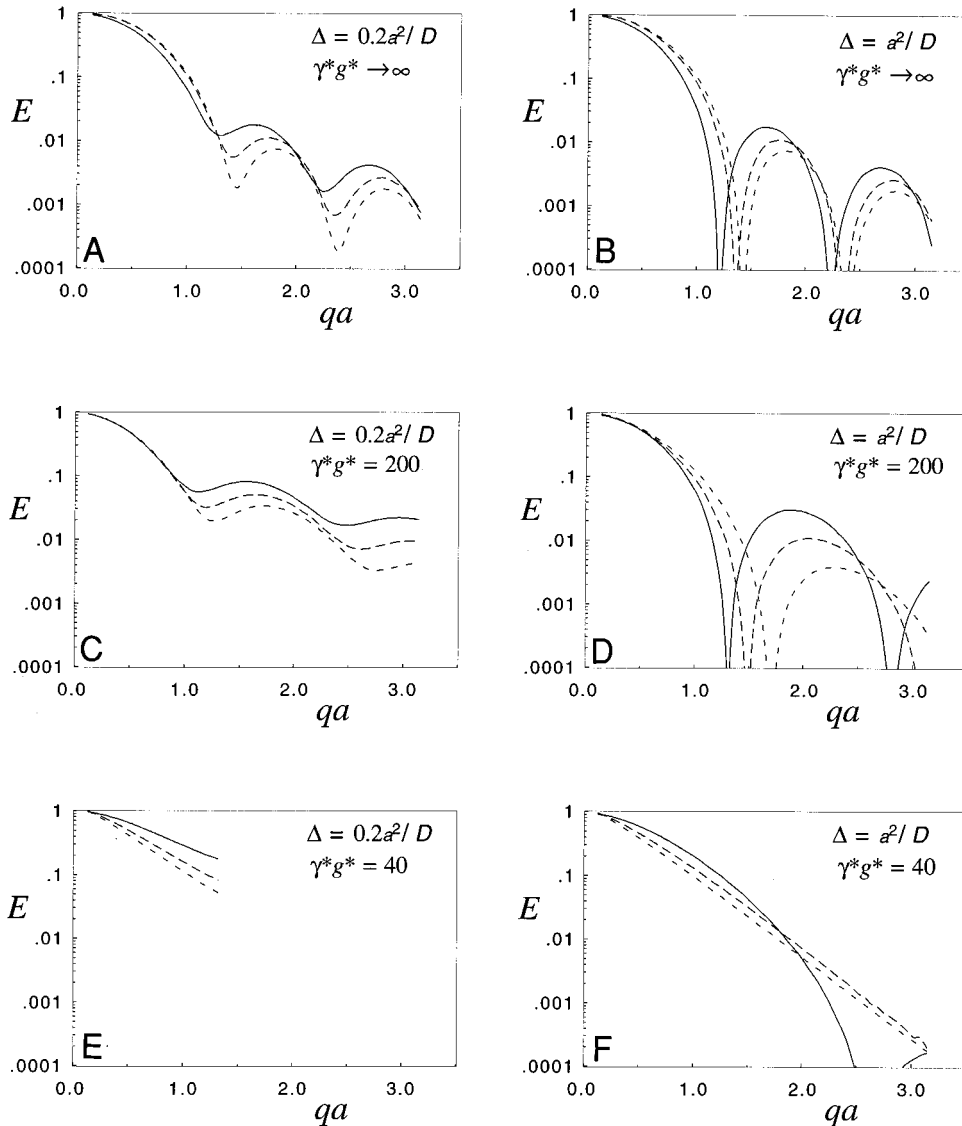 1
.1
.01
.001
.0001
E
Δ = 0.2a²/ D
γ*g* → ∞
A
0.0
1.0
2.0
3.0
qa
1
.1
.01
.001
.0001
E
Δ = a²/ D
γ*g* → ∞
B
0.0
1.0
2.0
3.0
qa
1
.1
.01
.001
.0001
E
Δ = 0.2a²/ D
γ*g* = 200
C
0.0
1.0
2.0
3.0
qa
1
.1
.01
.001
.0001
E
Δ = a²/ D
γ*g* = 200
D
0.0
1.0
2.0
3.0
qa
1
.1
.01
.001
.0001
E
Δ = 0.2a²/ D
γ*g* = 40
E
0.0
1.0
2.0
3.0
qa
1
.1
.01
.001
.0001
E
Δ = a²/ D
γ*g* = 40
F
0.0
1.0
2.0
3.0
qa